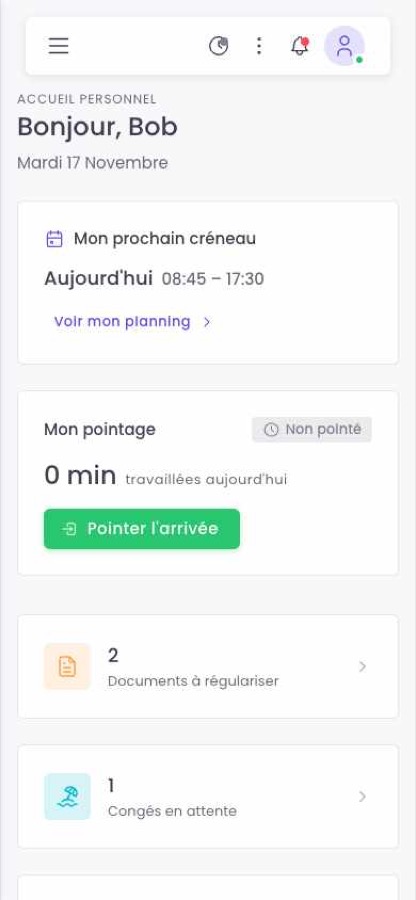 ACCUEIL PERSONNEL
Bonjour, Bob
Mardi 17 Novembre
Mon prochain créneau
Aujourd'hui 08:45 – 17:30
Voir mon planning
Mon pointage
Non pointé
0 min travaillées aujourd'hui
Pointer l'arrivée
2
Documents à régulariser
1
Congés en attente